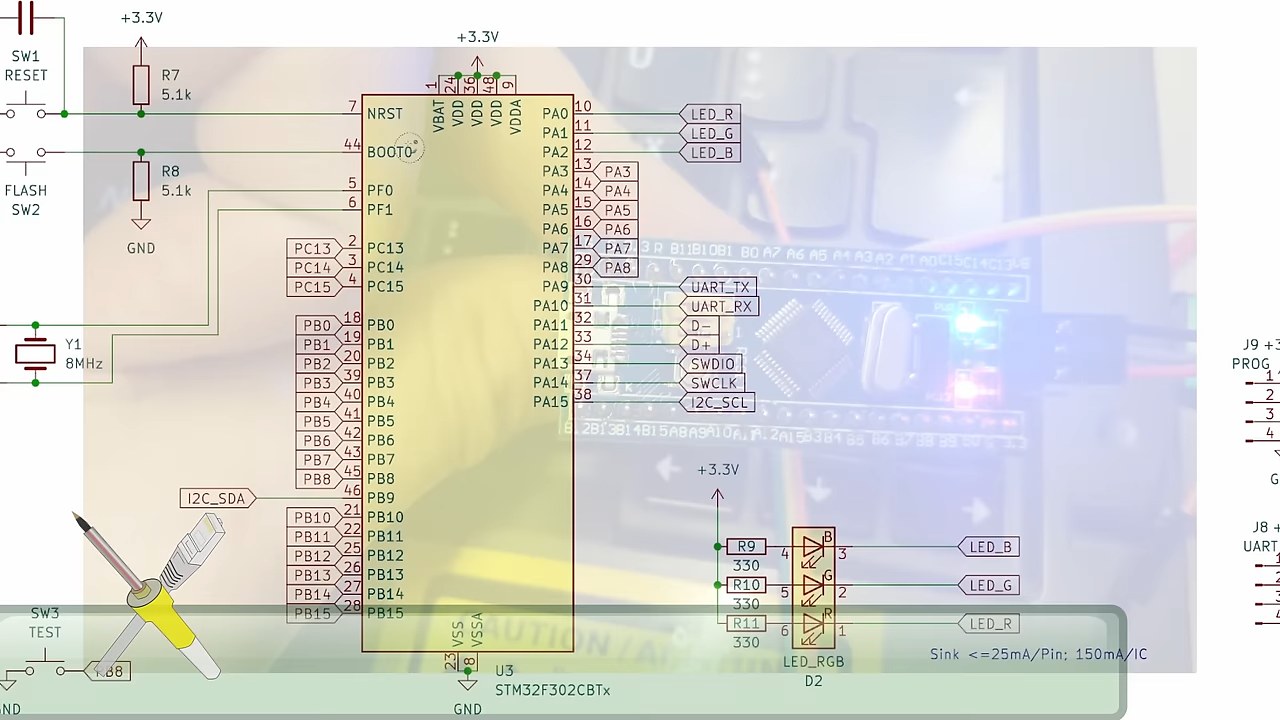 +3.3V
SW1
RESET
R7
5.1k
FLASH
SW2
R8
5.1k
GND
Y1
8MHz
PC13
PC14
PC15
PB0
PB1
PB2
PB3
PB4
PB5
PB6
PB7
PB8
I2C_SDA
PB10
PB11
PB12
PB13
PB14
PB15
SW3
TEST
GND
+3.3V
1 24 36 48 9
VBAT VDD VDD VDD VDDA
7 NRST
44 BOOT0
5 PF0
6 PF1
2 PC13
3 PC14
4 PC15
18 PB0
19 PB1
20 PB2
39 PB3
40 PB4
41 PB5
42 PB6
43 PB7
45 PB8
46 PB9
21 PB10
22 PB11
25 PB12
26 PB13
27 PB14
28 PB15
PA0 10 LED_R
PA1 11 LED_G
PA2 12 LED_B
PA3 13 PA3
PA4 14 PA4
PA5 15 PA5
PA6 16 PA6
PA7 17 PA7
PA8 29 PA8
PA9 30 UART_TX
PA10 31 UART_RX
PA11 32 D-
PA12 33 D+
PA13 34 SWDIO
PA14 37 SWCLK
PA15 38 I2C_SCL
VSS VSSA
23 8
GND
U3
STM32F302CBTx
+3.3V
R9
330
4 B 3 LED_B
R10
330
5 G 2 LED_G
R11
330
6 R 1 LED_R
LED_RGB
D2
Sink <=25mA/Pin; 150mA/IC
J9
PROG
1
2
3
4
J8
CAUTION